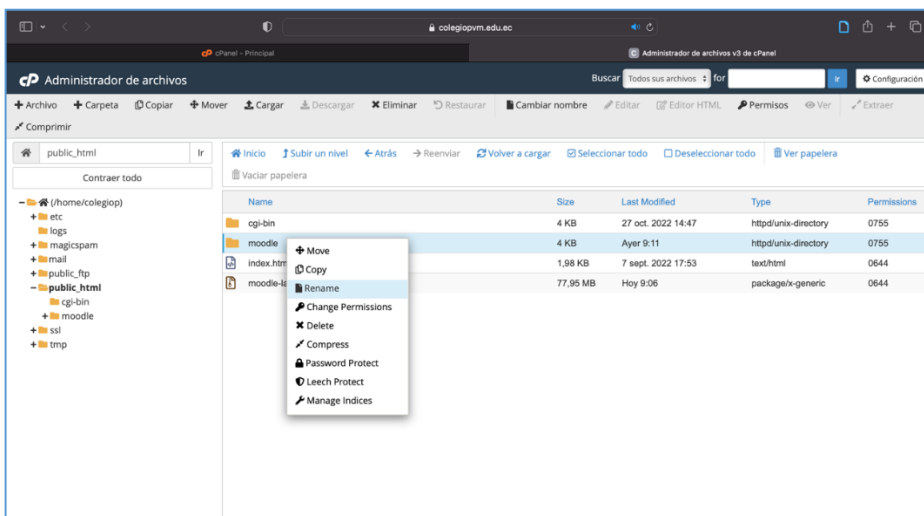 colegiopvm.edu.ec
cP cPanel - Principal
C Administrador de archivos v3 de cPanel
cP Administrador de archivos
Buscar Todos sus archivos for Ir Configuración
+ Archivo + Carpeta Copiar Mover Cargar Descargar Eliminar Restaurar Cambiar nombre Editar Editor HTML Permisos Ver Extraer
Comprimir
public_html Ir
Inicio Subir un nivel Atrás Reenviar Volver a cargar Seleccionar todo Deseleccionar todo Ver papelera
Contraer todo
Vaciar papelera
(/home/colegiop)
etc
logs
magicspam
mail
public_ftp
public_html
cgi-bin
moodle
ssl
tmp
Name Size Last Modified Type Permissions
cgi-bin 4 KB 27 oct. 2022 14:47 httpd/unix-directory 0755
moodle 4 KB Ayer 9:11 httpd/unix-directory 0755
index.htm 1,98 KB 7 sept. 2022 17:53 text/html 0644
moodle-la 77,95 MB Hoy 9:06 package/x-generic 0644
Move
Copy
Rename
Change Permissions
Delete
Compress
Password Protect
Leech Protect
Manage Indices